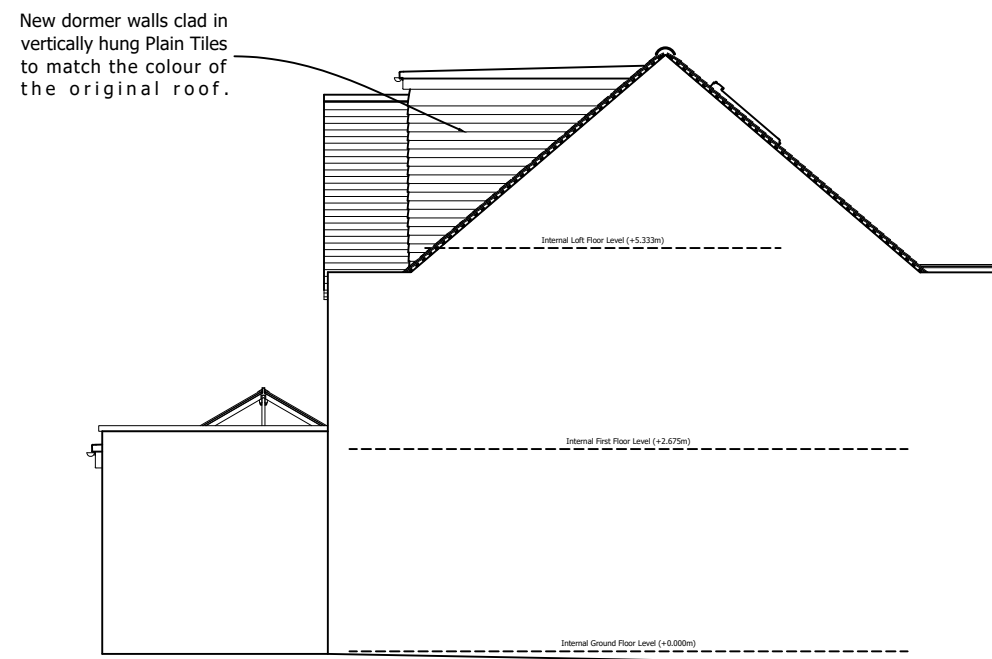 New dormer walls clad in
vertically hung Plain Tiles
to match the colour of
the original roof.
Internal Loft Floor Level (+5.333m)
Internal First Floor Level (+2.675m)
Internal Ground Floor Level (+0.000m)